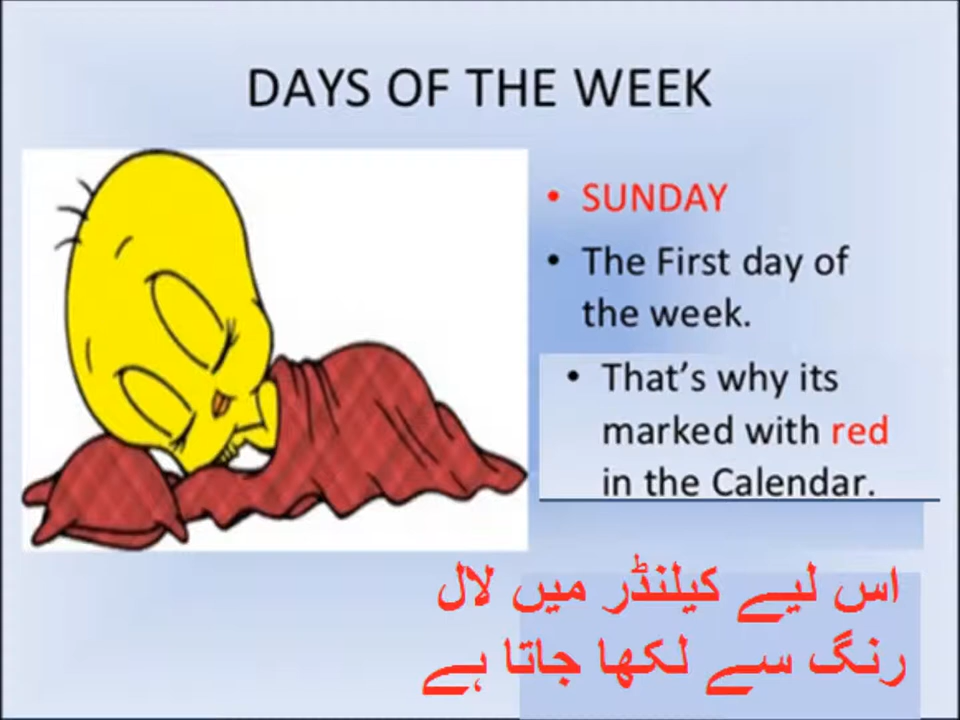 DAYS OF THE WEEK
• SUNDAY
• The First day of
the week.
• That’s why its
marked with red
in the Calendar.
اس لیے کیلنڈر میں لال
رنگ سے لکھا جاتا ہے